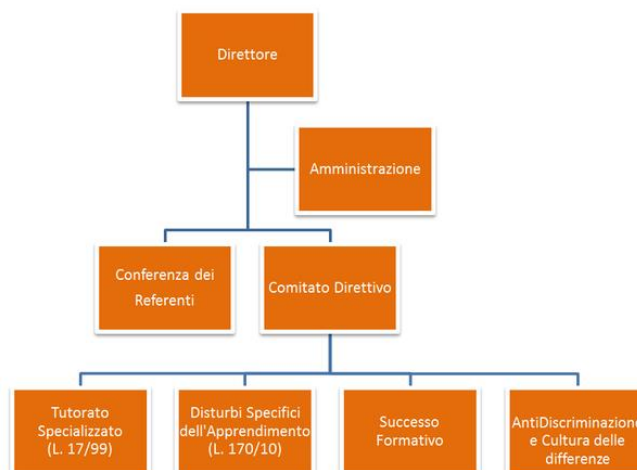 Direttore
Amministrazione
Conferenza dei
Referenti
Comitato Direttivo
Tutorato
Specializzato
(L. 17/99)
Disturbi Specifici
dell'Apprendimento
(L. 170/10)
Successo
Formativo
AntiDiscriminazione
e Cultura delle
differenze